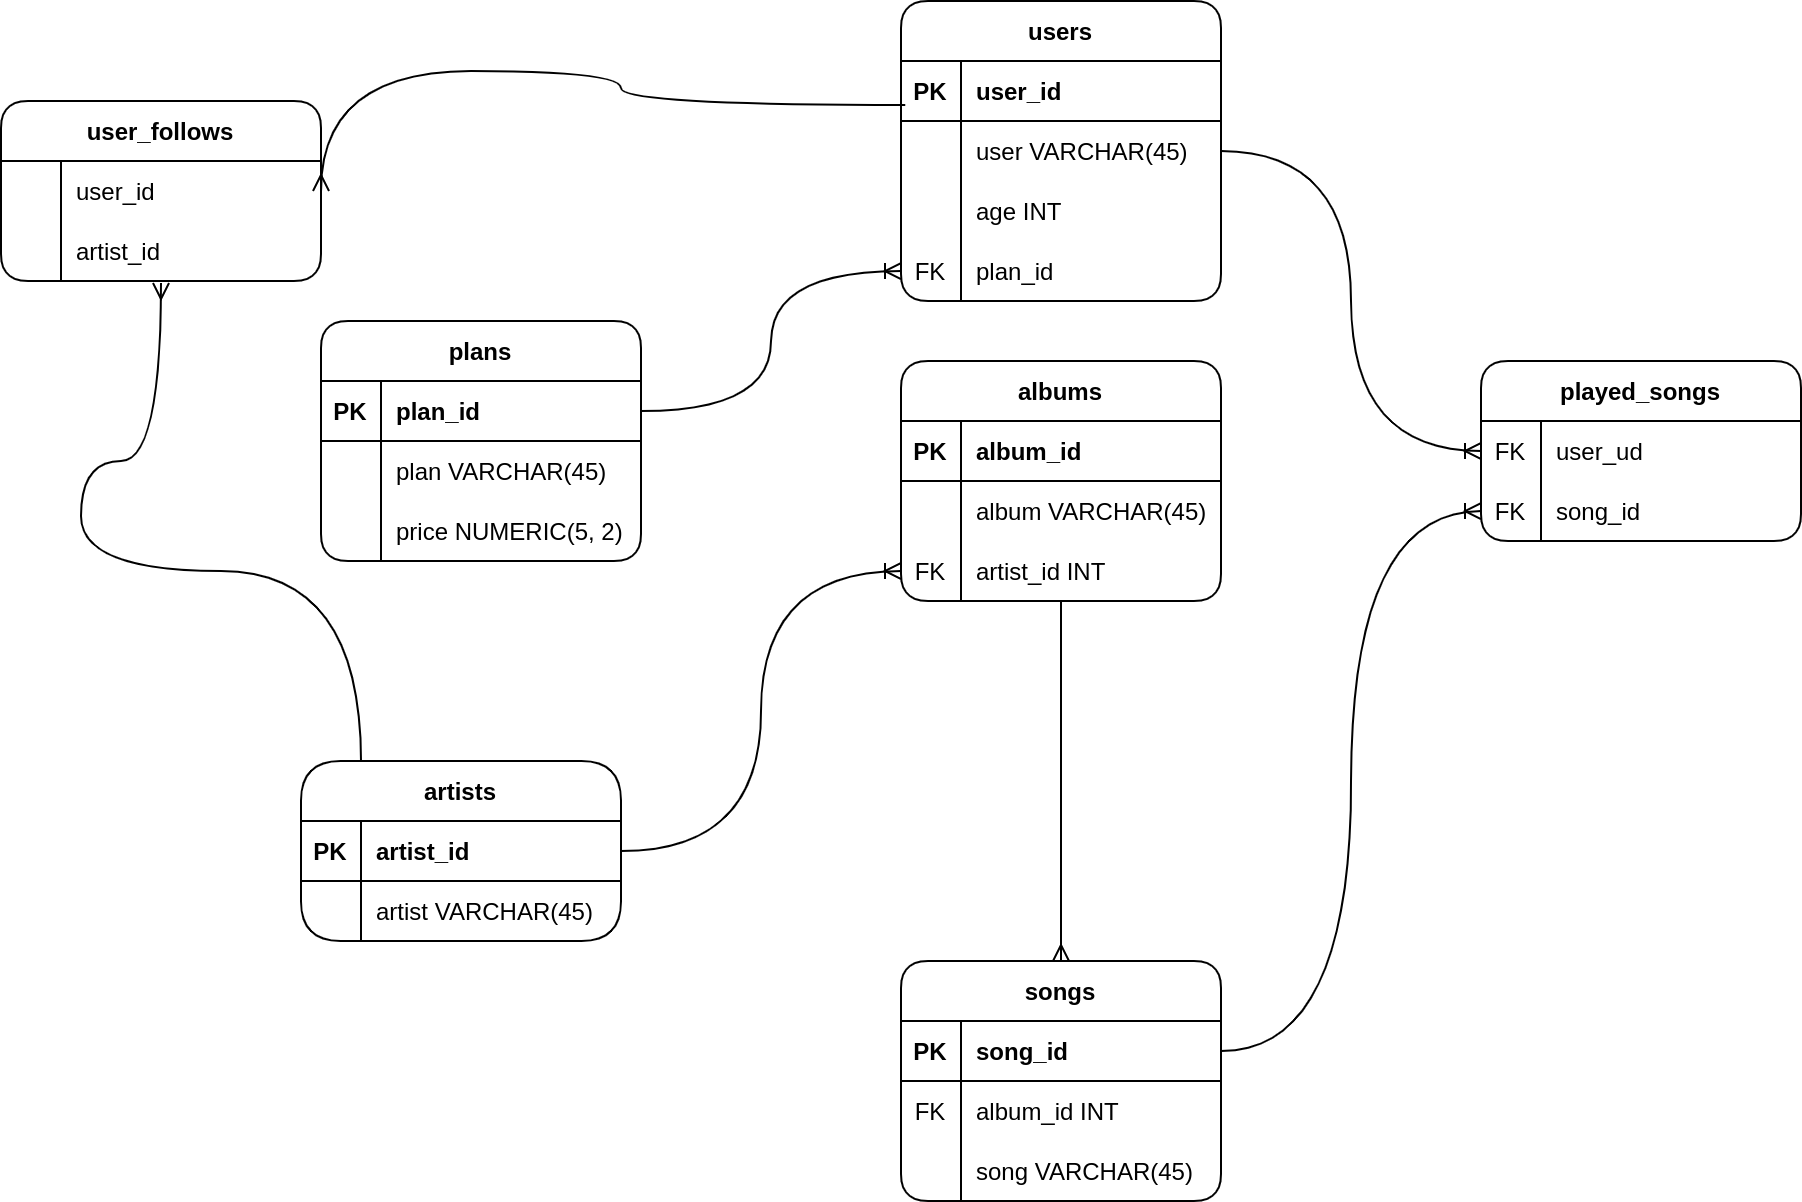 users
PK user_id
user VARCHAR(45)
age INT
FK plan_id
user_follows
user_id
artist_id
plans
PK plan_id
plan VARCHAR(45)
price NUMERIC(5, 2)
albums
PK album_id
album VARCHAR(45)
FK artist_id INT
played_songs
FK user_ud
FK song_id
artists
PK artist_id
artist VARCHAR(45)
songs
PK song_id
FK album_id INT
song VARCHAR(45)